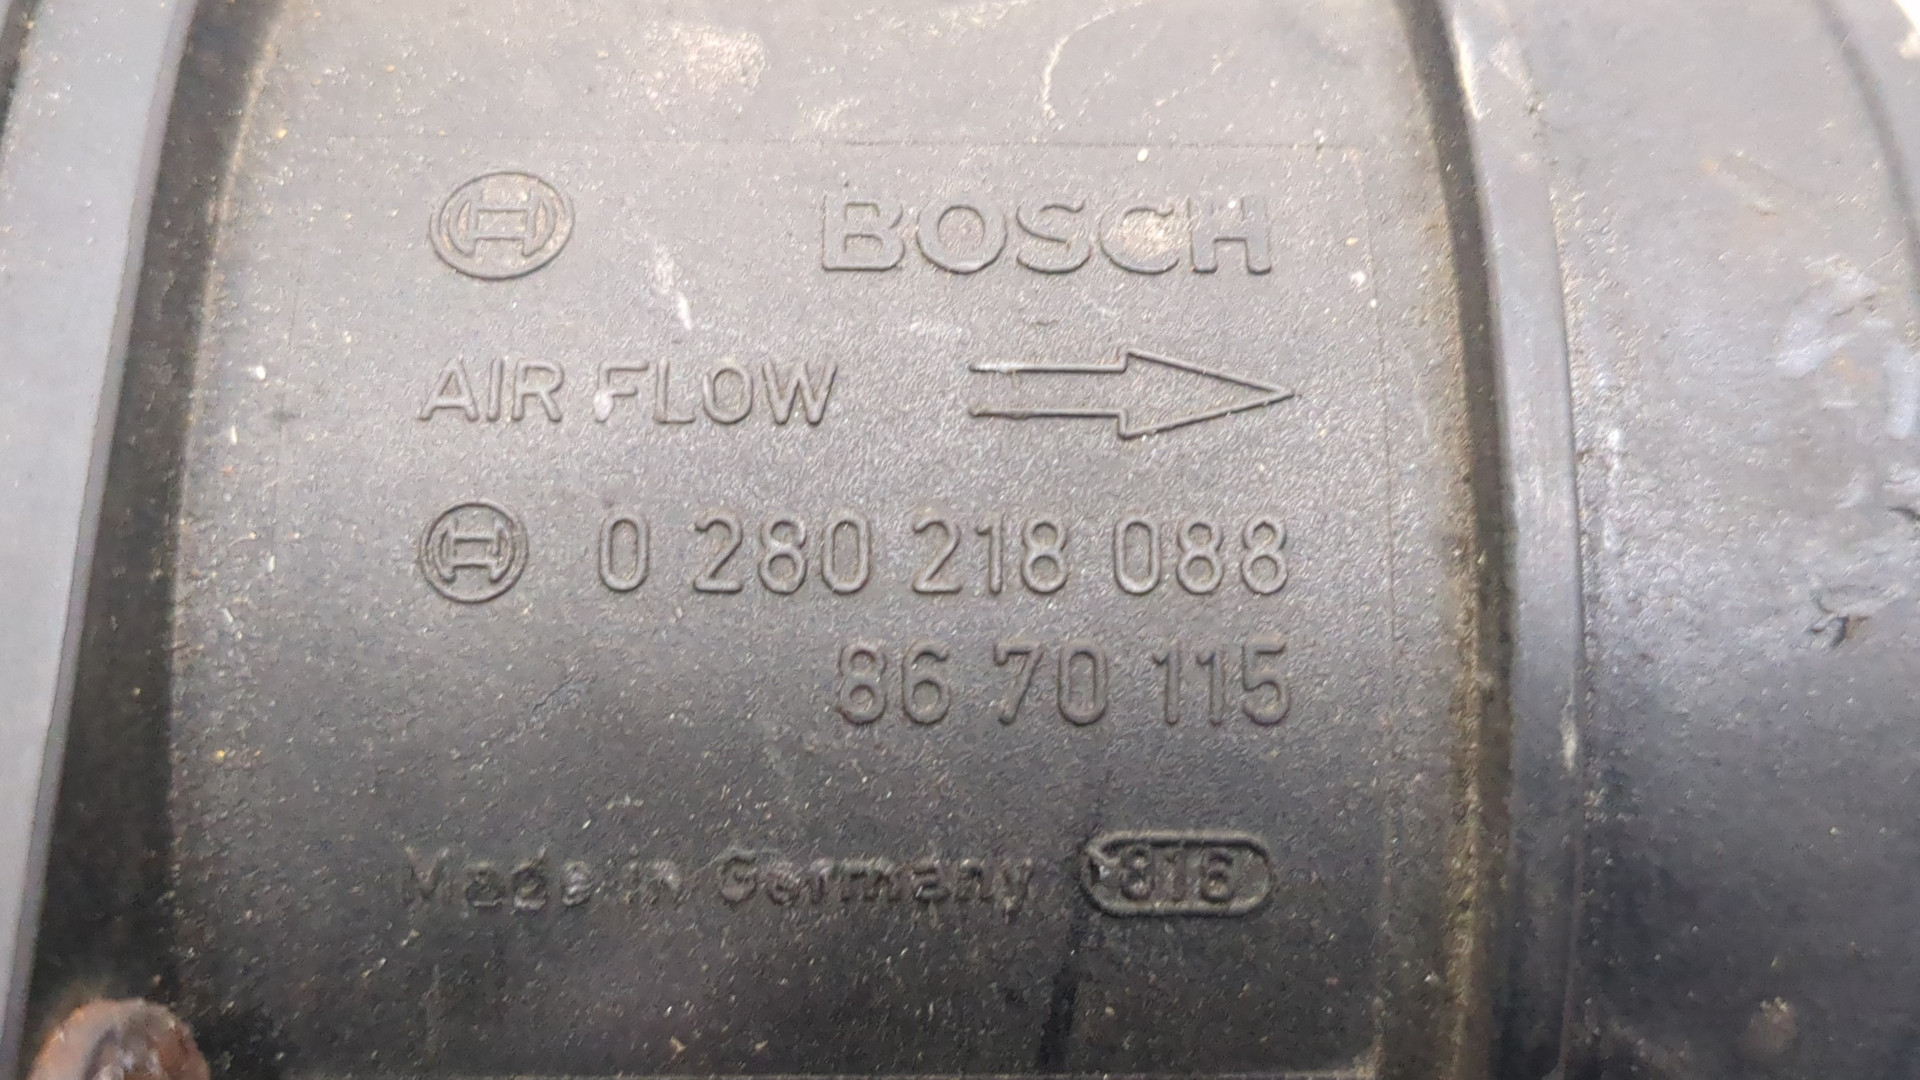 BOSCH
AIR FLOW
0 280 218 088
86 70 115
Made in Germany 816